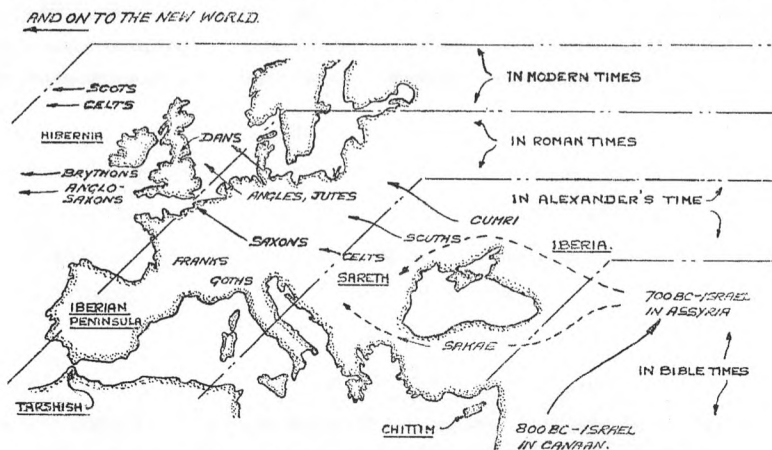 AND ON TO THE NEW WORLD.
IN MODERN TIMES
SCOTS
CELTS
HIBERNIA
DANS
IN ROMAN TIMES
BRYTHONS
ANGLO-
SAXONS
ANGLES, JUTES
IN ALEXANDER'S TIME
CUMRI
SCUTHS
SAXONS
CELTS
IBERIA.
FRANKS
GOTHS
SARETH
700 BC-ISRAEL
IN ASSYRIA
IBERIAN
PENINSULA
SAKAE
IN BIBLE TIMES
TARSHISH
CHITTIM
800 BC-ISRAEL
IN CANAAN.